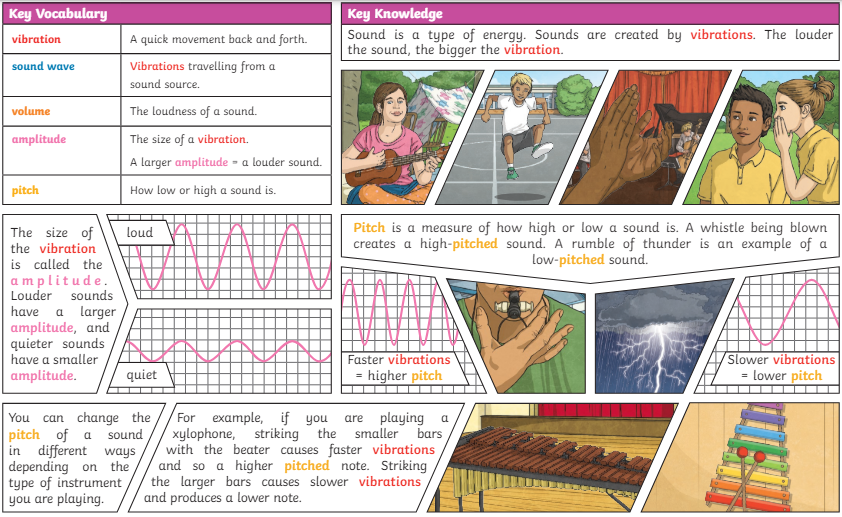 Key Vocabulary
vibration
A quick movement back and forth.
sound wave
Vibrations travelling from a
sound source.
volume
The loudness of a sound.
amplitude
The size of a vibration.
A larger amplitude = a louder sound.
pitch
How low or high a sound is.
Key Knowledge
Sound is a type of energy. Sounds are created by vibrations. The louder
the sound, the bigger the vibration.
The size of
the vibration
is called the
amplitude.
Louder sounds
have a larger
amplitude, and
quieter sounds
have a smaller
amplitude.
loud
quiet
Pitch is a measure of how high or low a sound is. A whistle being blown
creates a high-pitched sound. A rumble of thunder is an example of a
low-pitched sound.
Faster vibrations
= higher pitch
Slower vibrations
= lower pitch
You can change the
pitch of a sound
in different ways
depending on the
type of instrument
you are playing.
For example, if you are playing a
xylophone, striking the smaller bars
with the beater causes faster vibrations
and so a higher pitched note. Striking
the larger bars causes slower vibrations
and produces a lower note.